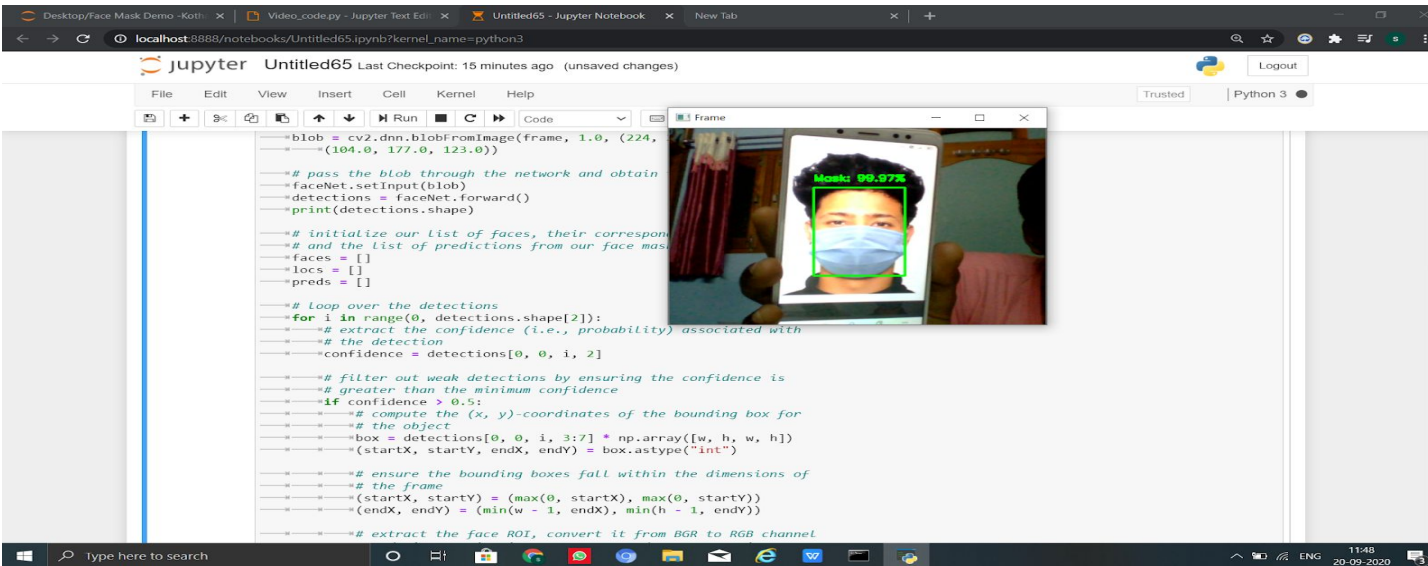 Desktop/Face Mask Demo -Koth
Video_code.py - Jupyter Text Edi
Untitled65 - Jupyter Notebook
New Tab
localhost:8888/notebooks/Untitled65.ipynb?kernel_name=python3
s
jupyter Untitled65 Last Checkpoint: 15 minutes ago (unsaved changes)
Logout
File Edit View Insert Cell Kernel Help
Trusted
Python 3
Run
Code
Frame
Mask: 99.97%
blob = cv2.dnn.blobFromImage(frame, 1.0, (224,
(104.0, 177.0, 123.0))
# pass the blob through the network and obtain
faceNet.setInput(blob)
detections = faceNet.forward()
print(detections.shape)
# initialize our list of faces, their correspon
# and the list of predictions from our face mas
faces = []
locs = []
preds = []
# loop over the detections
for i in range(0, detections.shape[2]):
# extract the confidence (i.e., probability) associated with
# the detection
confidence = detections[0, 0, i, 2]
# filter out weak detections by ensuring the confidence is
# greater than the minimum confidence
if confidence > 0.5:
# compute the (x, y)-coordinates of the bounding box for
# the object
box = detections[0, 0, i, 3:7] * np.array([w, h, w, h])
(startX, startY, endX, endY) = box.astype("int")
# ensure the bounding boxes fall within the dimensions of
# the frame
(startX, startY) = (max(0, startX), max(0, startY))
(endX, endY) = (min(w - 1, endX), min(h - 1, endY))
# extract the face ROI, convert it from BGR to RGB channel
Type here to search
ENG
11:48
20-09-2020